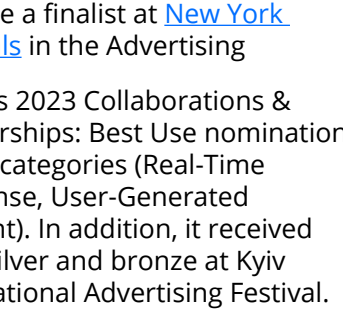 e a finalist at New York
ls in the Advertising
s 2023 Collaborations &
rships: Best Use nomination
categories (Real-Time
nse, User-Generated
nt). In addition, it received
ilver and bronze at Kyiv
ational Advertising Festival.